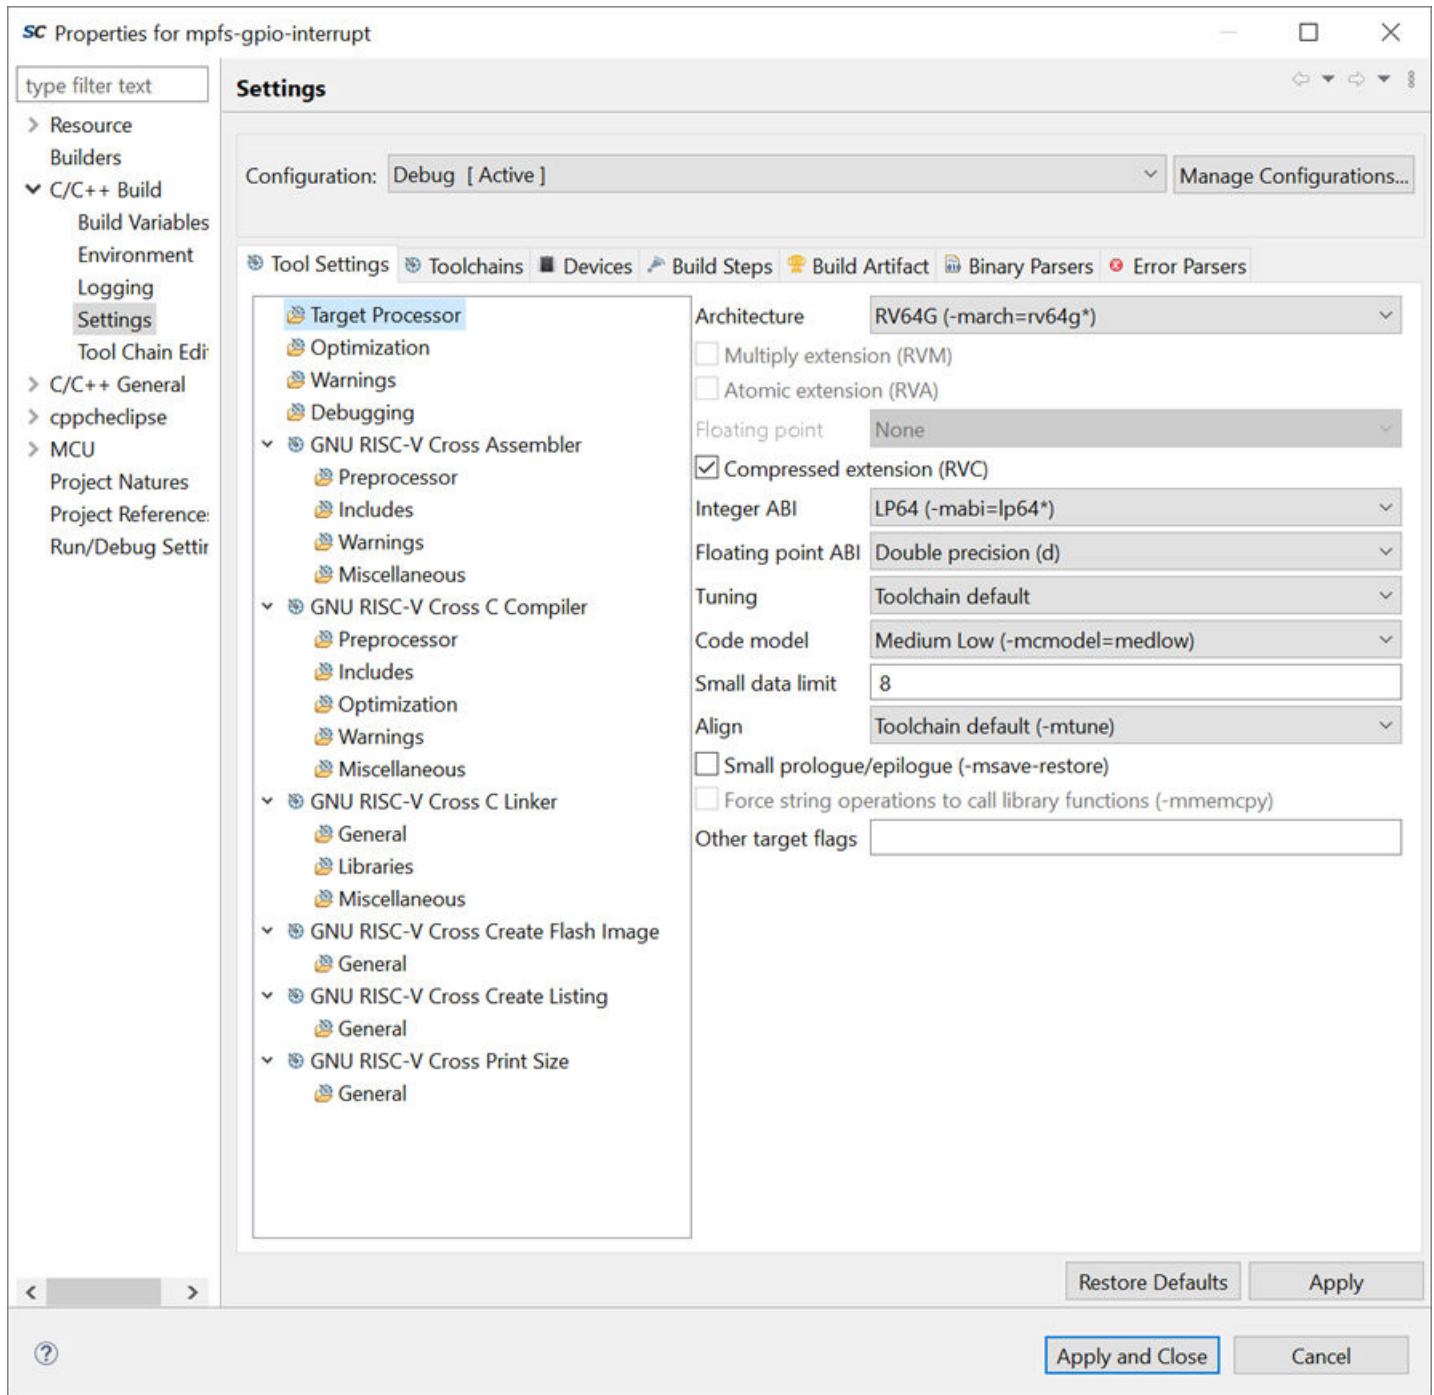 SC Properties for mpfs-gpio-interrupt
type filter text
Resource
Builders
C/C++ Build
Build Variables
Environment
Logging
Settings
Tool Chain Edi
C/C++ General
cppcheclipse
MCU
Project Natures
Project Reference
Run/Debug Settin
Settings
Configuration: Debug [ Active ] Manage Configurations...
Tool Settings Toolchains Devices Build Steps Build Artifact Binary Parsers Error Parsers
Target Processor
Optimization
Warnings
Debugging
GNU RISC-V Cross Assembler
Preprocessor
Includes
Warnings
Miscellaneous
GNU RISC-V Cross C Compiler
Preprocessor
Includes
Optimization
Warnings
Miscellaneous
GNU RISC-V Cross C Linker
General
Libraries
Miscellaneous
GNU RISC-V Cross Create Flash Image
General
GNU RISC-V Cross Create Listing
General
GNU RISC-V Cross Print Size
General
Architecture RV64G (-march=rv64g*)
Multiply extension (RVM)
Atomic extension (RVA)
Floating point None
Compressed extension (RVC)
Integer ABI LP64 (-mabi=lp64*)
Floating point ABI Double precision (d)
Tuning Toolchain default
Code model Medium Low (-mcmodel=medlow)
Small data limit 8
Align Toolchain default (-mtune)
Small prologue/epilogue (-msave-restore)
Force string operations to call library functions (-mmemcpy)
Other target flags
Restore Defaults Apply
? Apply and Close Cancel